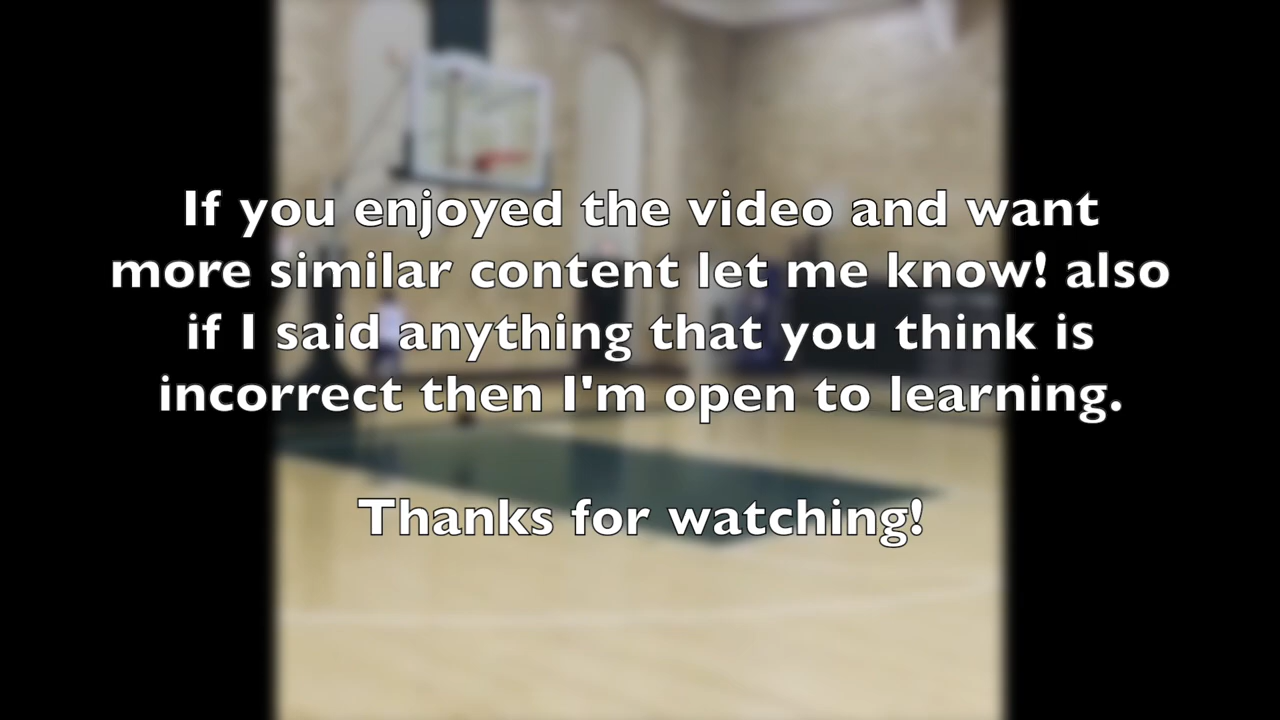 If you enjoyed the video and want
more similar content let me know! also
if I said anything that you think is
incorrect then I'm open to learning.
Thanks for watching!